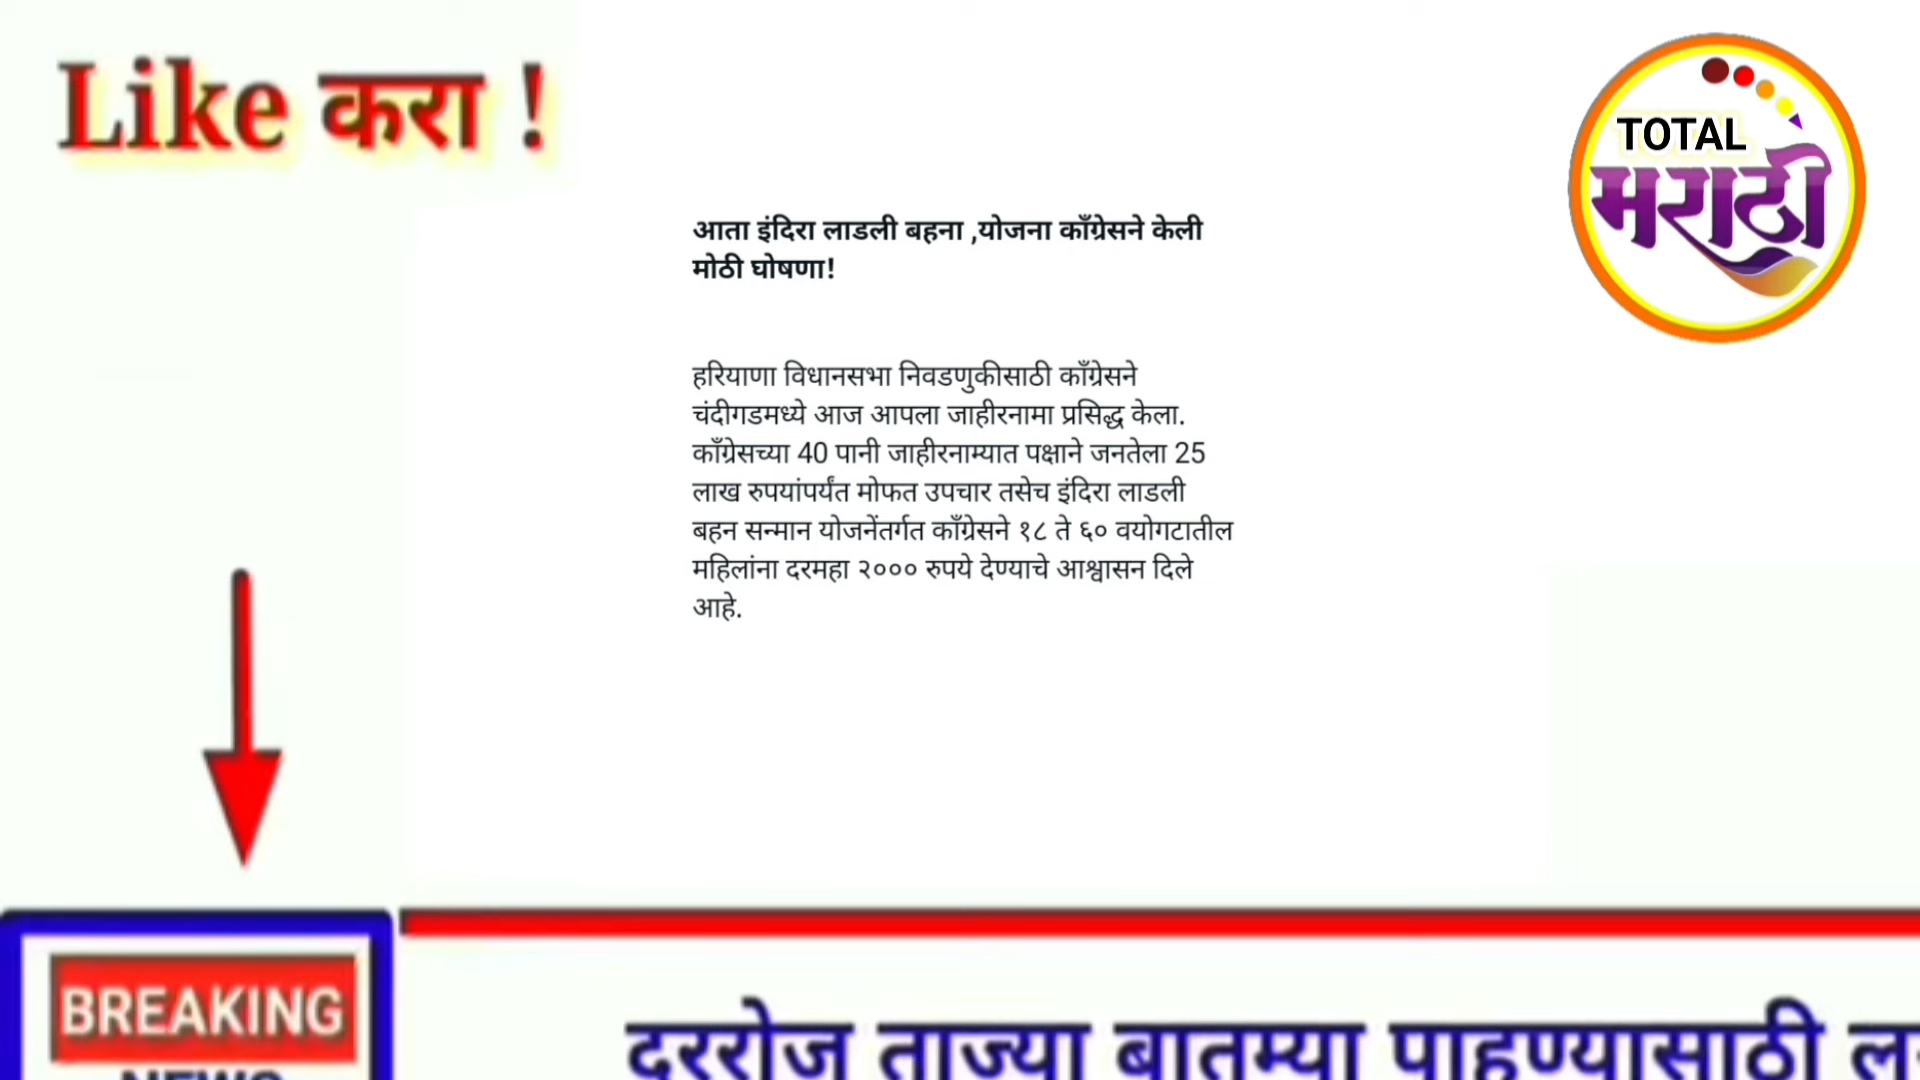 Like करा !
TOTAL
मराठी
आता इंदिरा लाडली बहना ,योजना काँग्रेसने केली
मोठी घोषणा!
हरियाणा विधानसभा निवडणुकीसाठी काँग्रेसने
चंदीगडमध्ये आज आपला जाहीरनामा प्रसिद्ध केला.
काँग्रेसच्या 40 पानी जाहीरनाम्यात पक्षाने जनतेला 25
लाख रुपयांपर्यंत मोफत उपचार तसेच इंदिरा लाडली
बहन सन्मान योजनेंतर्गत काँग्रेसने १८ ते ६० वयोगटातील
महिलांना दरमहा २००० रुपये देण्याचे आश्वासन दिले
आहे.
BREAKING
NEWS
दररोज ताज्या बातम्या पाहण्यासाठी